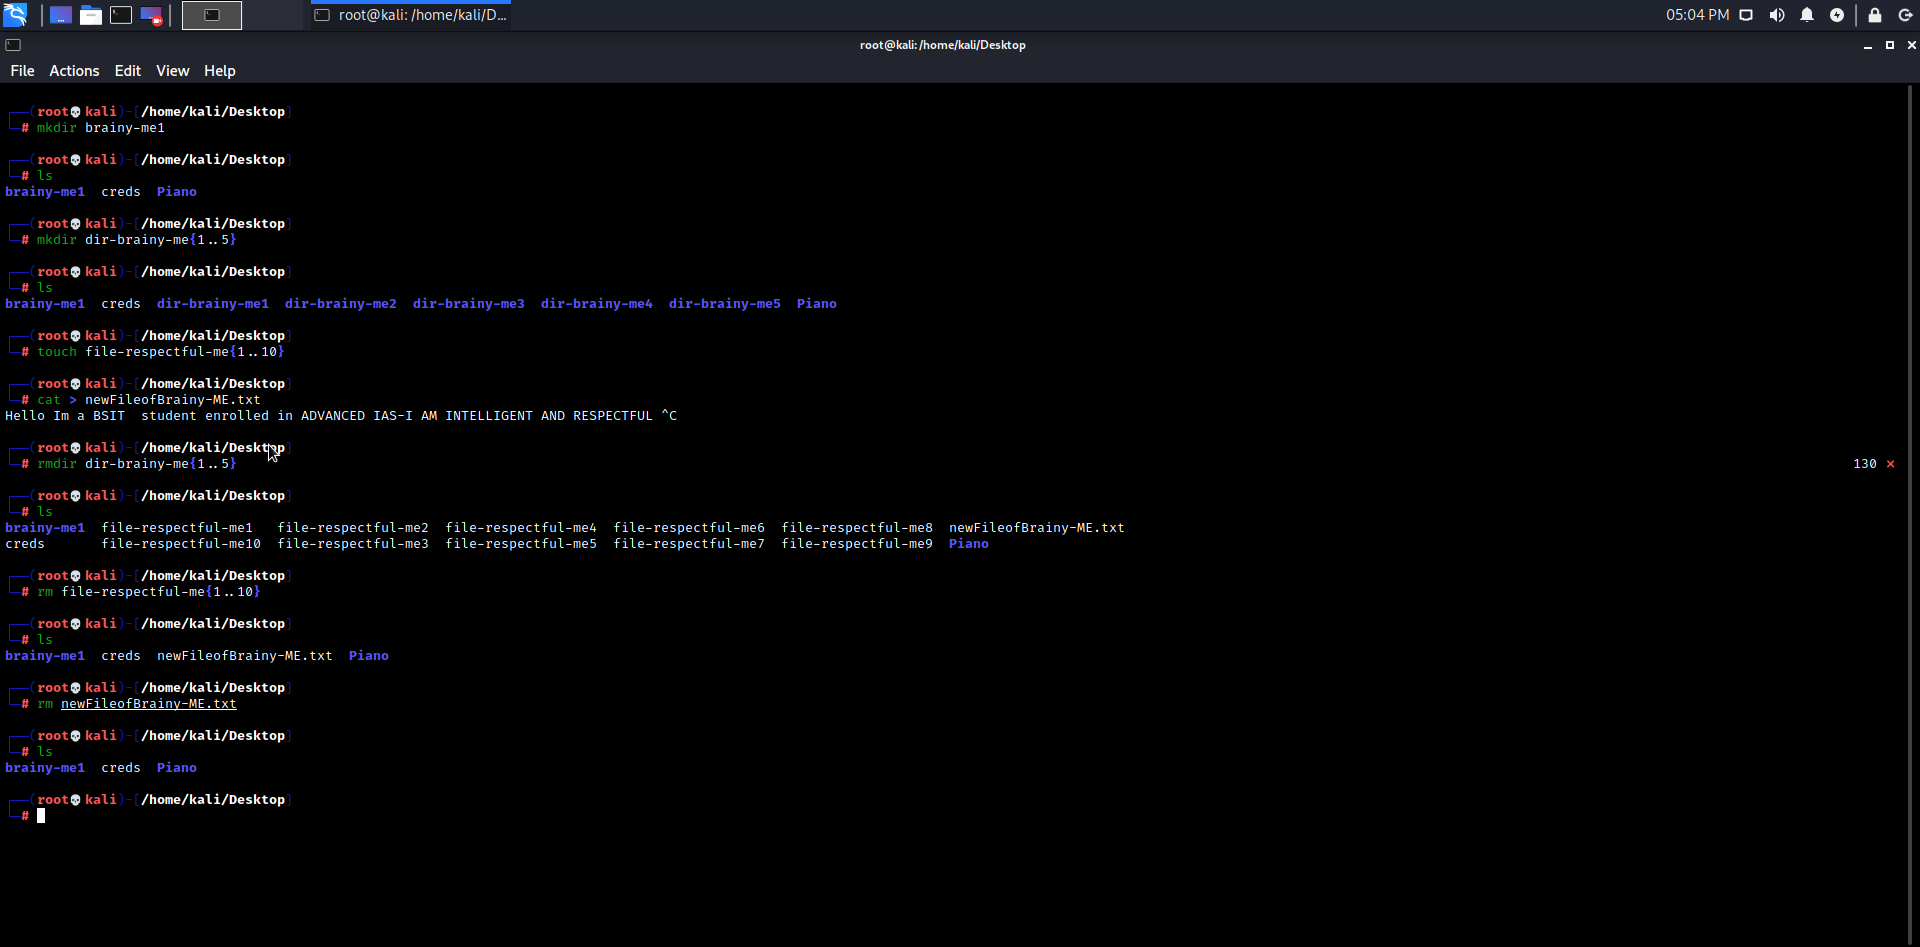 root@kali: /home/kali/D...
05:04 PM
root@kali:/home/kali/Desktop
File Actions Edit View Help
┌──(root💀kali)-[/home/kali/Desktop]
└─# mkdir brainy-me1
┌──(root💀kali)-[/home/kali/Desktop]
└─# ls
brainy-me1  creds  Piano
┌──(root💀kali)-[/home/kali/Desktop]
└─# mkdir dir-brainy-me{1..5}
┌──(root💀kali)-[/home/kali/Desktop]
└─# ls
brainy-me1  creds  dir-brainy-me1  dir-brainy-me2  dir-brainy-me3  dir-brainy-me4  dir-brainy-me5  Piano
┌──(root💀kali)-[/home/kali/Desktop]
└─# touch file-respectful-me{1..10}
┌──(root💀kali)-[/home/kali/Desktop]
└─# cat > newFileofBrainy-ME.txt
Hello Im a BSIT  student enrolled in ADVANCED IAS-I AM INTELLIGENT AND RESPECTFUL ^C
┌──(root💀kali)-[/home/kali/Desktop]
└─# rmdir dir-brainy-me{1..5} 130 ⨯
┌──(root💀kali)-[/home/kali/Desktop]
└─# ls
brainy-me1  file-respectful-me1   file-respectful-me2  file-respectful-me4  file-respectful-me6  file-respectful-me8  newFileofBrainy-ME.txt
creds       file-respectful-me10  file-respectful-me3  file-respectful-me5  file-respectful-me7  file-respectful-me9  Piano
┌──(root💀kali)-[/home/kali/Desktop]
└─# rm file-respectful-me{1..10}
┌──(root💀kali)-[/home/kali/Desktop]
└─# ls
brainy-me1  creds  newFileofBrainy-ME.txt  Piano
┌──(root💀kali)-[/home/kali/Desktop]
└─# rm newFileofBrainy-ME.txt
┌──(root💀kali)-[/home/kali/Desktop]
└─# ls
brainy-me1  creds  Piano
┌──(root💀kali)-[/home/kali/Desktop]
└─#